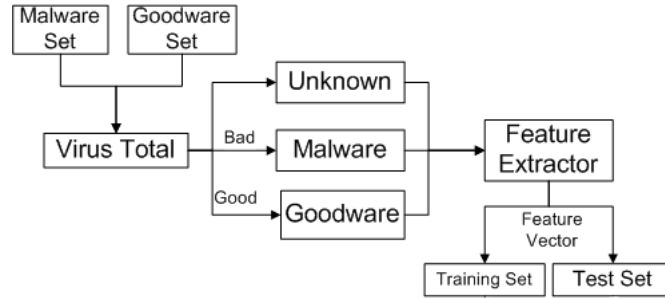 Malware
Set
Goodware
Set
Virus Total
Bad
Good
Unknown
Malware
Goodware
Feature
Extractor
Feature
Vector
Training Set
Test Set